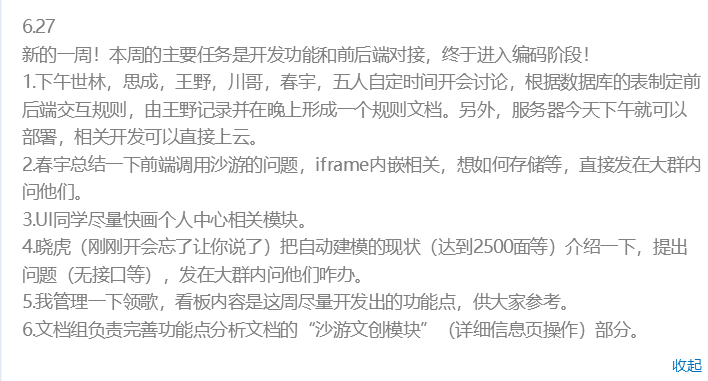 6.27
新的一周！本周的主要任务是开发功能和前后端对接，终于进入编码阶段！
1.下午世林，思成，王野，川哥，春宇，五人自定时间开会讨论，根据数据库的表制定前
后端交互规则，由王野记录并在晚上形成一个规则文档。另外，服务器今天下午就可以
部署，相关开发可以直接上云。
2.春宇总结一下前端调用沙游的问题，iframe内嵌相关，想如何存储等，直接发在大群内
问他们。
3.UI同学尽量快画个人中心相关模块。
4.晓虎（刚刚开会忘了让你说了）把自动建模的现状（达到2500面等）介绍一下，提出
问题（无接口等），发在大群内问他们咋办。
5.我管理一下领歌，看板内容是这周尽量开发出的功能点，供大家参考。
6.文档组负责完善功能点分析文档的“沙游文创模块”（详细信息页操作）部分。
收起